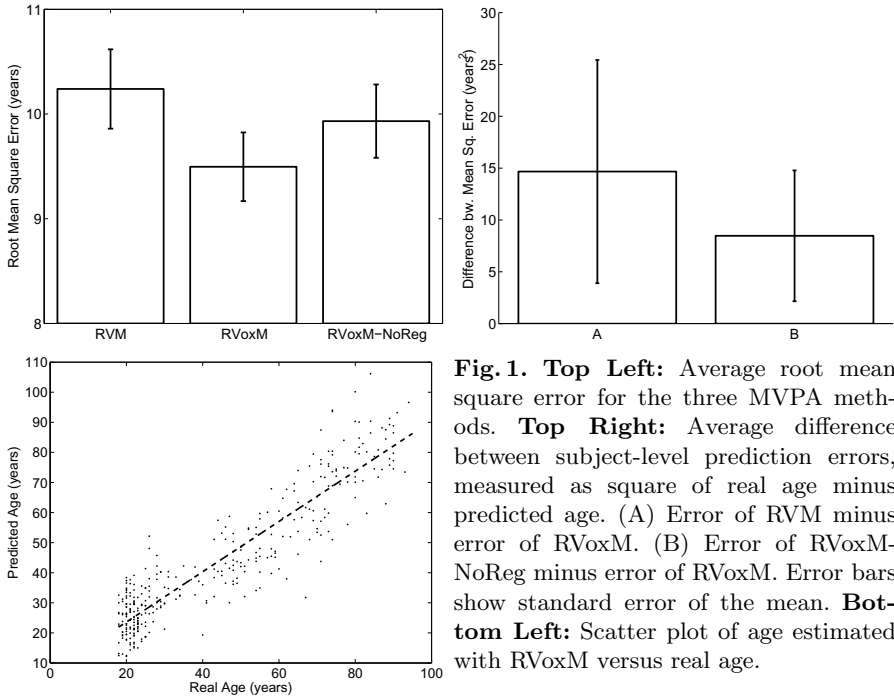 11
10
9
8
Root Mean Square Error (years)
RVM
RVoxM
RVoxM−NoReg
30
25
20
15
10
5
0
Difference bw. Mean Sq. Error (years²)
A
B
110
100
90
80
70
60
50
40
30
20
10
Predicted Age (years)
0
20
40
60
80
100
Real Age (years)
Fig. 1. Top Left: Average root mean
square error for the three MVPA meth-
ods. Top Right: Average difference
between subject-level prediction errors,
measured as square of real age minus
predicted age. (A) Error of RVM minus
error of RVoxM. (B) Error of RVoxM-
NoReg minus error of RVoxM. Error bars
show standard error of the mean. Bot-
tom Left: Scatter plot of age estimated
with RVoxM versus real age.